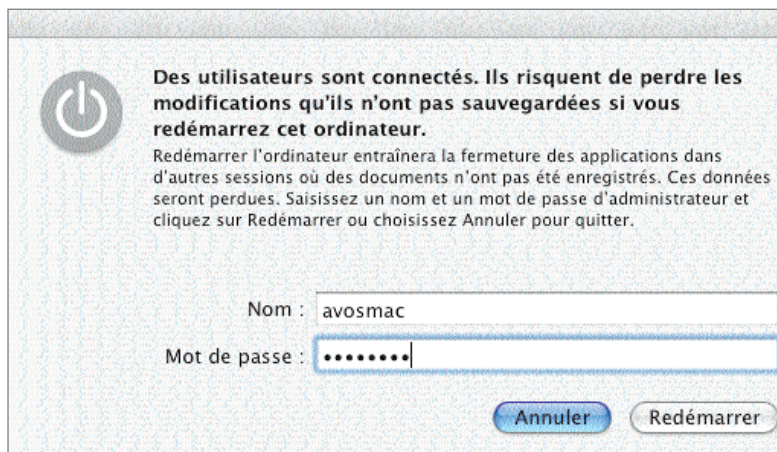 Des utilisateurs sont connectés. Ils risquent de perdre les
modifications qu'ils n'ont pas sauvegardées si vous
redémarrez cet ordinateur.
Redémarrer l'ordinateur entraînera la fermeture des applications dans
d'autres sessions où des documents n'ont pas été enregistrés. Ces données
seront perdues. Saisissez un nom et un mot de passe d'administrateur et
cliquez sur Redémarrer ou choisissez Annuler pour quitter.
Nom : avosmac
Mot de passe : ••••••••
Annuler Redémarrer